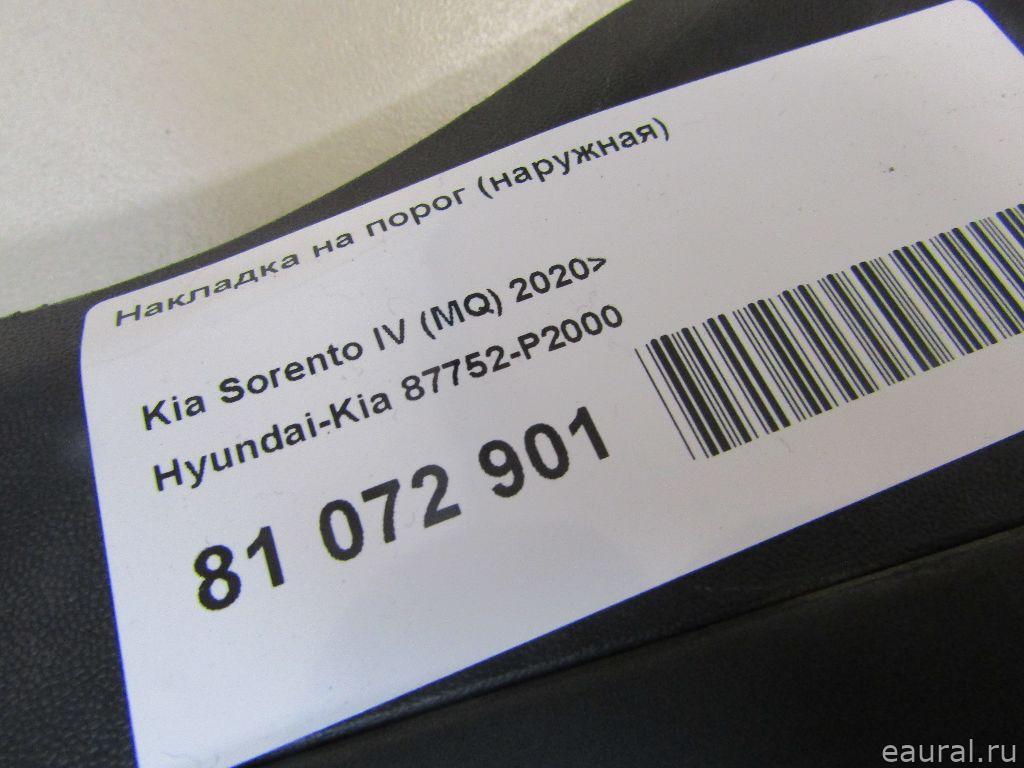 Накладка на порог (наружная)
Kia Sorento IV (MQ) 2020>
Hyundai-Kia 87752-P2000
81 072 901
eaural.ru